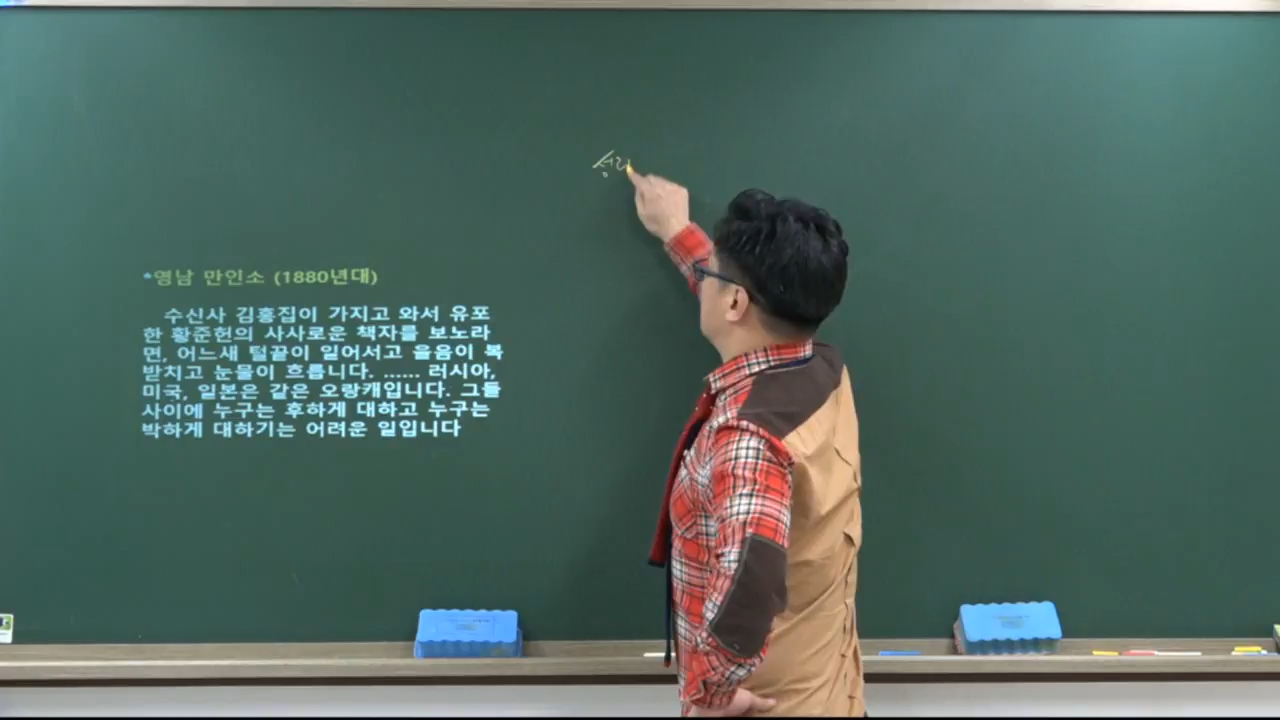 성리
*영남 만인소 (1880년대)
수신사 김홍집이 가지고 와서 유포
한 황준헌의 사사로운 책자를 보노라
면, 어느새 털끝이 일어서고 울음이 복
받치고 눈물이 흐릅니다. ...... 러시아,
미국, 일본은 같은 오랑캐입니다. 그들
사이에 누구는 후하게 대하고 누구는
박하게 대하기는 어려운 일입니다